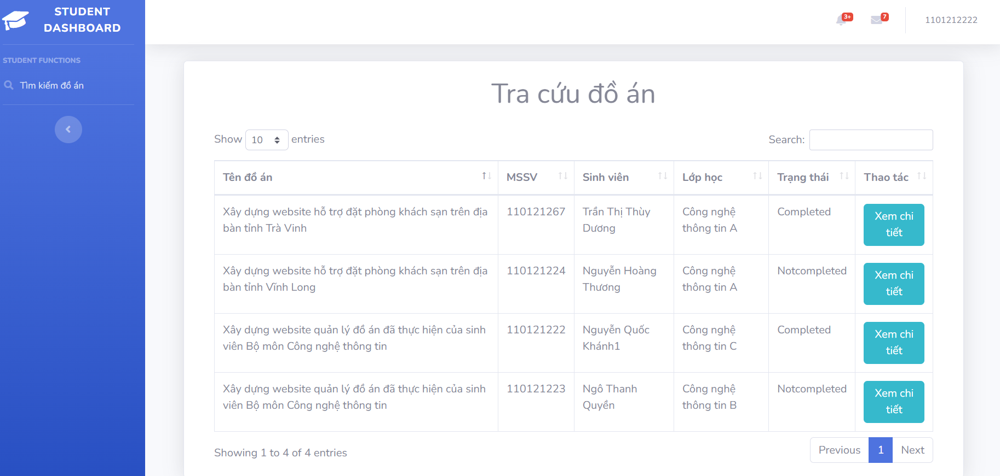 STUDENT
DASHBOARD
3+
7
1101212222
STUDENT FUNCTIONS
Tìm kiếm đồ án
Tra cứu đồ án
Show 10 entries
Search:
Tên đồ án MSSV Sinh viên Lớp học Trạng thái Thao tác
Xây dựng website hỗ trợ đặt phòng khách sạn trên địa
bàn tỉnh Trà Vinh
110121267
Trần Thị Thùy
Dương
Công nghệ
thông tin A
Completed
Xem chi
tiết
Xây dựng website hỗ trợ đặt phòng khách sạn trên địa
bàn tỉnh Vĩnh Long
110121224
Nguyễn Hoàng
Thương
Công nghệ
thông tin A
Notcompleted
Xem chi
tiết
Xây dựng website quản lý đồ án đã thực hiện của sinh
viên Bộ môn Công nghệ thông tin
110121222
Nguyễn Quốc
Khánh1
Công nghệ
thông tin C
Completed
Xem chi
tiết
Xây dựng website quản lý đồ án đã thực hiện của sinh
viên Bộ môn Công nghệ thông tin
110121223
Ngô Thanh
Quyền
Công nghệ
thông tin B
Notcompleted
Xem chi
tiết
Showing 1 to 4 of 4 entries
Previous 1 Next